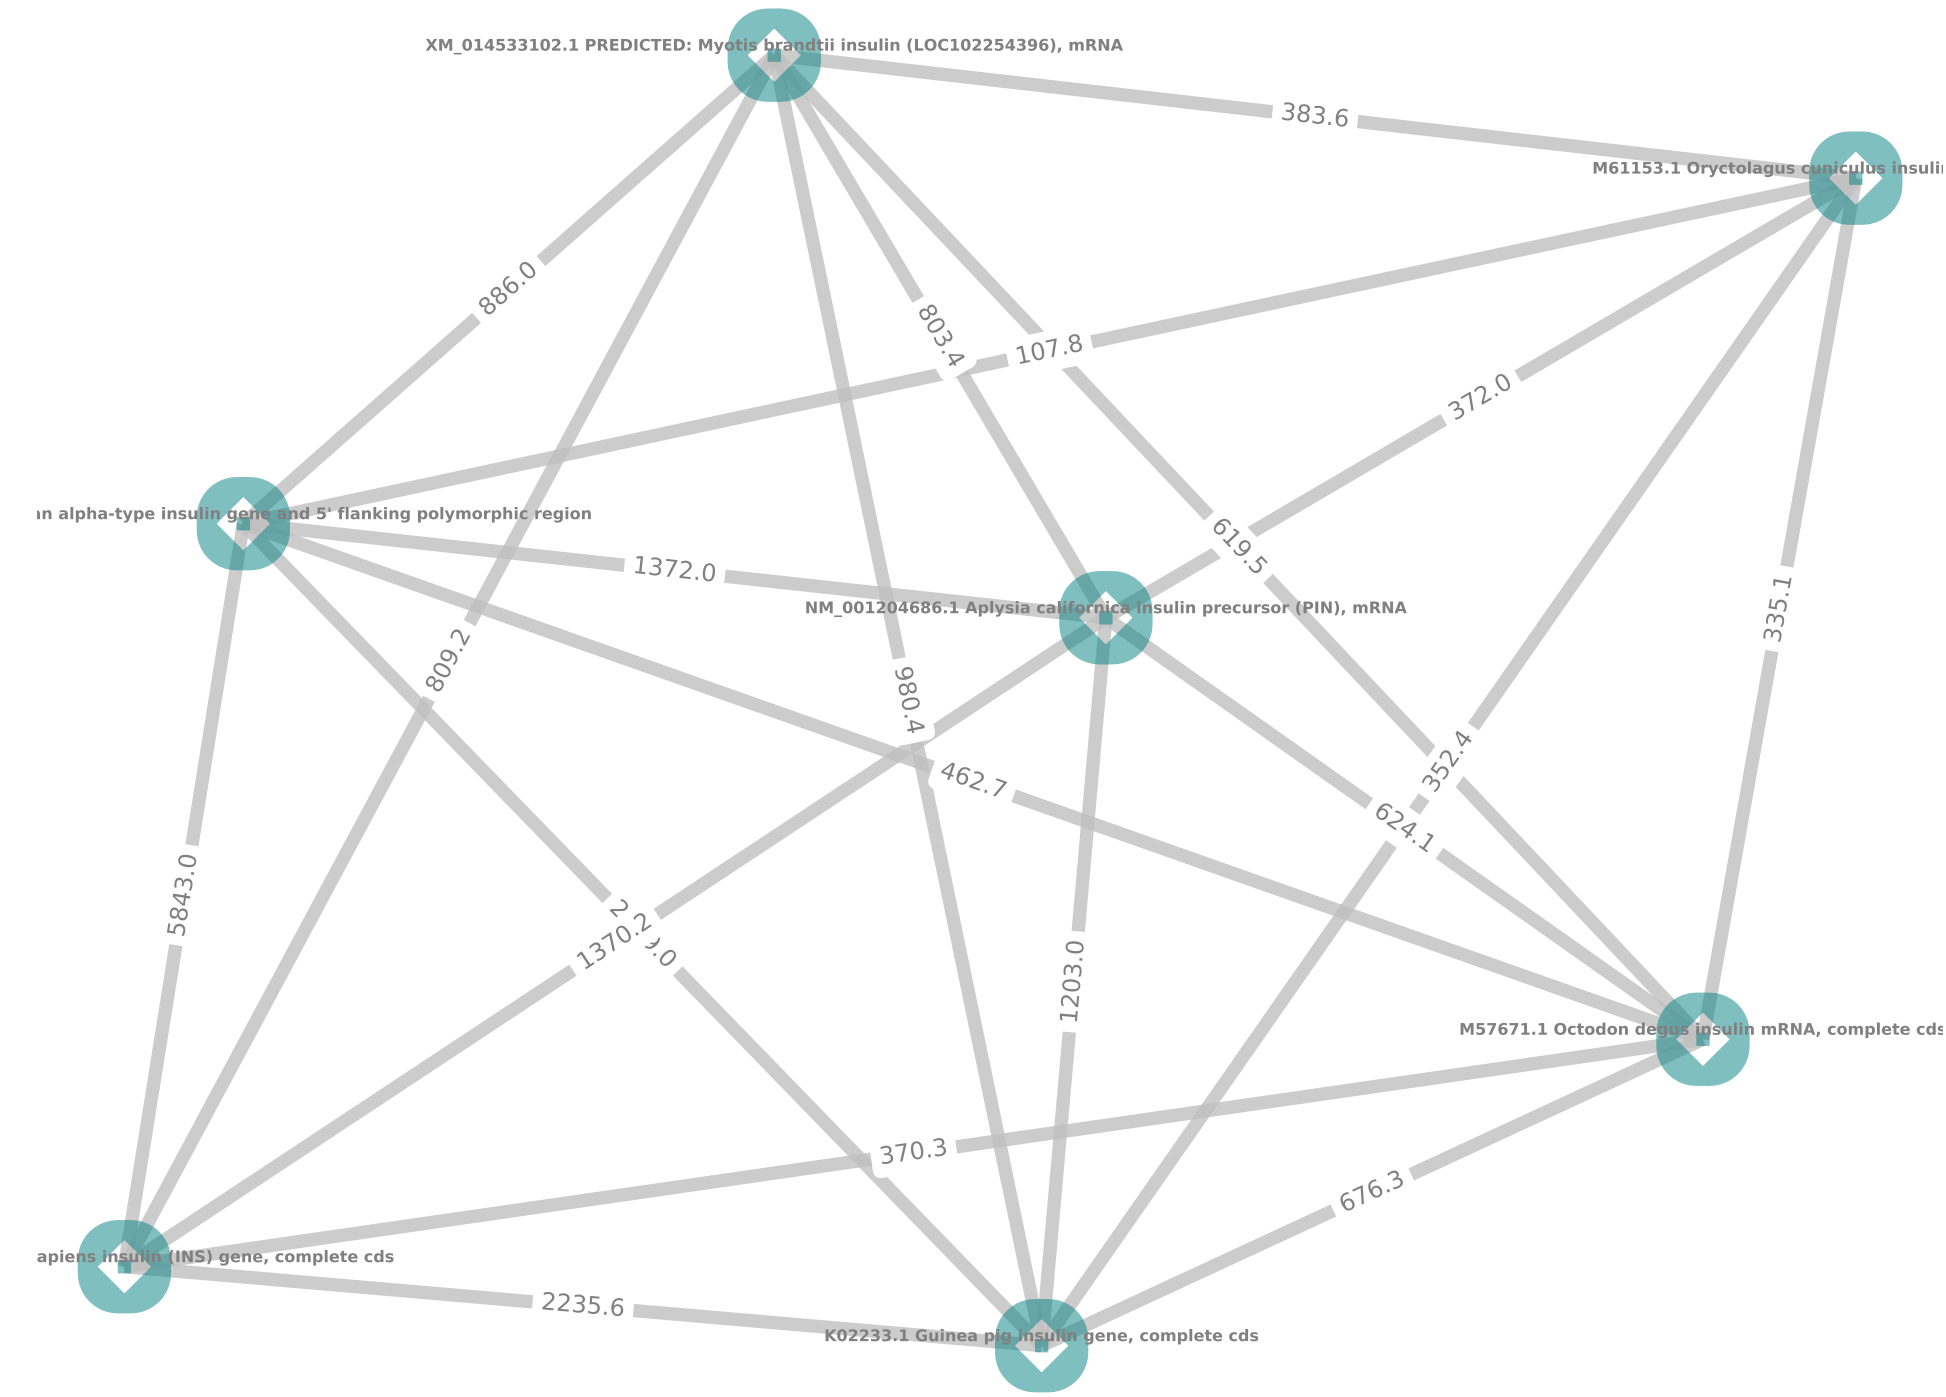 XM_014533102.1 PREDICTED: Myotis brandtii insulin (LOC102254396), mRNA
383.6
M61153.1 Oryctolagus cuniculus
886.0
803.4
107.8
372.0
alpha-type insulin gene and 5' flanking polymorphic region
619.5
1372.0
NM_001204686.1 Aplysia californica insulin precursor (PIN), mRNA
335.1
809.2
980.4
352.4
462.7
624.1
5843.0
1370.2
1203.0
M57671.1 Octodon degus insulin mRNA, complete cds
370.3
676.3
insulin (INS) gene, complete cds
2235.6
K02233.1 Guinea pig insulin gene, complete cds